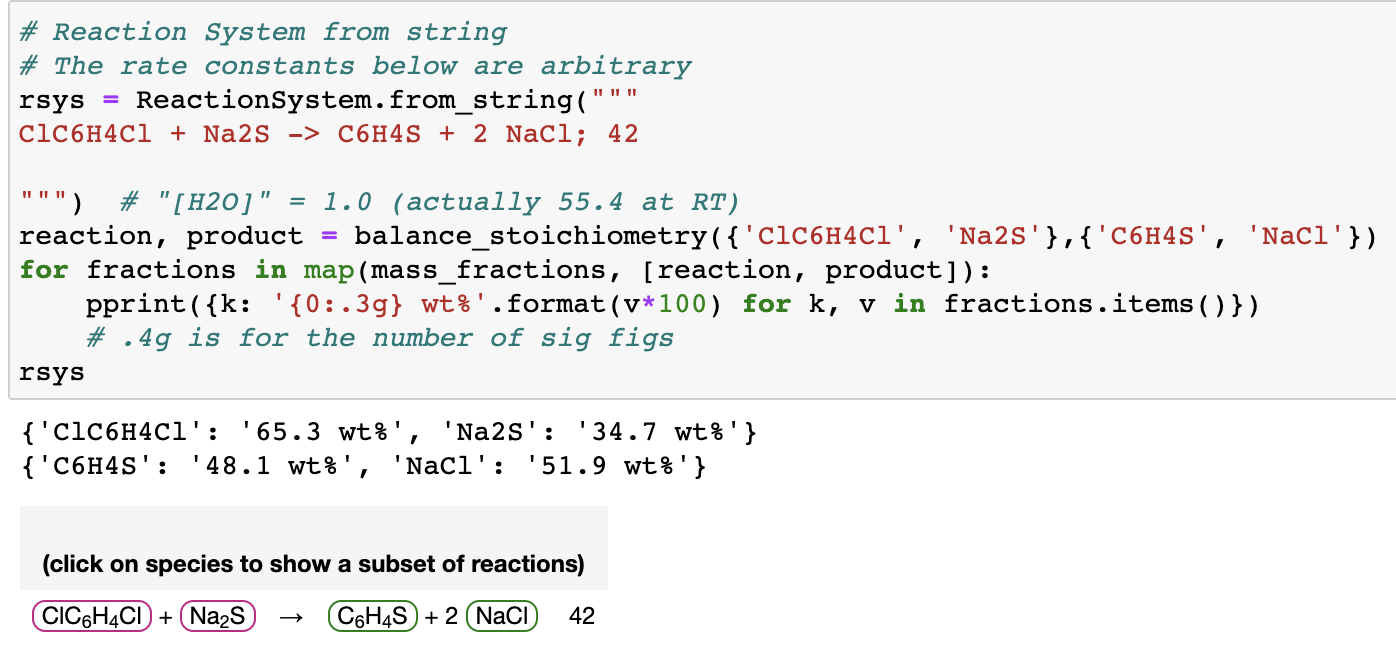 # Reaction System from string
# The rate constants below are arbitrary
rsys = ReactionSystem.from_string("""
ClC6H4Cl + Na2S -> C6H4S + 2 NaCl; 42
""")  # "[H2O]" = 1.0 (actually 55.4 at RT)
reaction, product = balance_stoichiometry({'ClC6H4Cl', 'Na2S'},{'C6H4S', 'NaCl'})
for fractions in map(mass_fractions, [reaction, product]):
    pprint({k: '{0:.3g} wt%'.format(v*100) for k, v in fractions.items()})
    # .4g is for the number of sig figs
rsys
{'ClC6H4Cl': '65.3 wt%', 'Na2S': '34.7 wt%'}
{'C6H4S': '48.1 wt%', 'NaCl': '51.9 wt%'}
(click on species to show a subset of reactions)
ClC₆H₄Cl + Na₂S → C₆H₄S + 2 NaCl 42